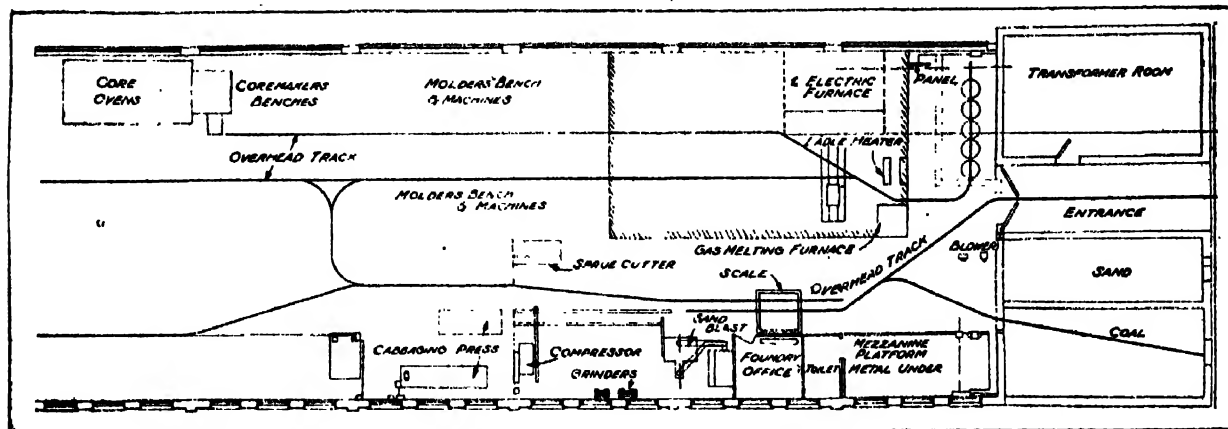 CORE
OVENS
COREMAKERS
BENCHES
MOLDERS' BENCH
& MACHINES
℄ ELECTRIC
FURNACE
PANEL
TRANSFORMER ROOM
OVERHEAD TRACK
LADLE HEATER
MOLDERS BENCH
& MACHINES
ENTRANCE
GAS MELTING FURNACE
BLOWER
SPRUE CUTTER
SCALE
OVERHEAD TRACK
SAND
SAND
BLAST
COAL
CABBAGING PRESS
COMPRESSOR
GRINDERS
FOUNDRY
OFFICE
TOILET
MEZZANINE
PLATFORM
METAL UNDER